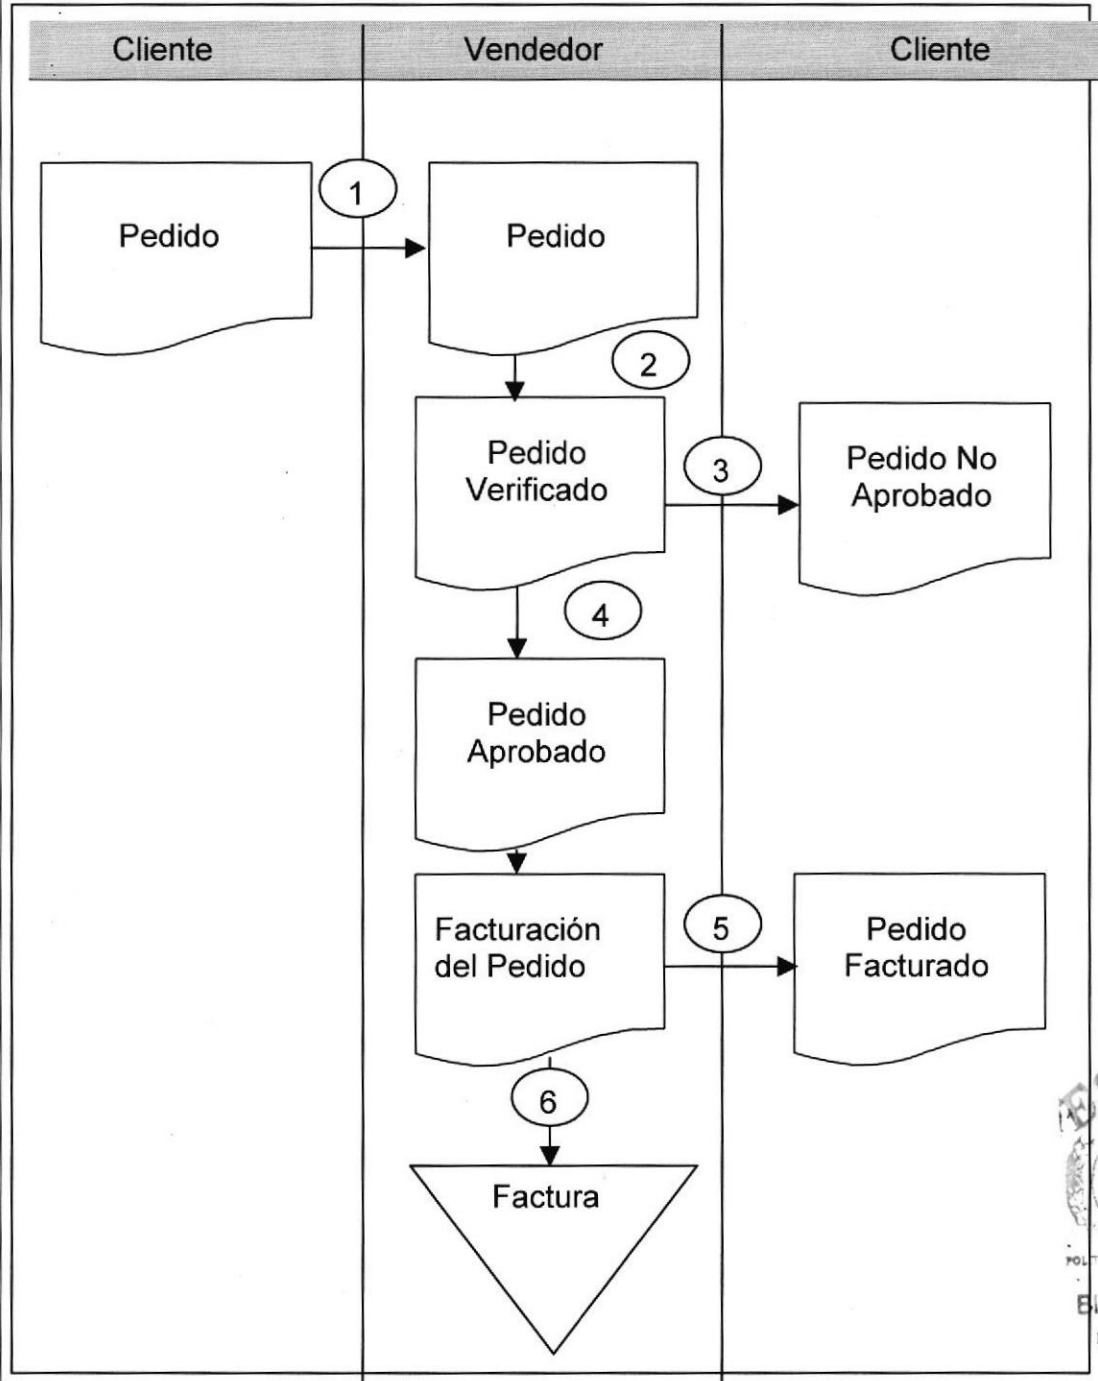 Cliente
Vendedor
Cliente
1
Pedido
Pedido
2
Pedido
Verificado
3
Pedido No
Aprobado
4
Pedido
Aprobado
Facturación
del Pedido
5
Pedido
Facturado
6
Factura